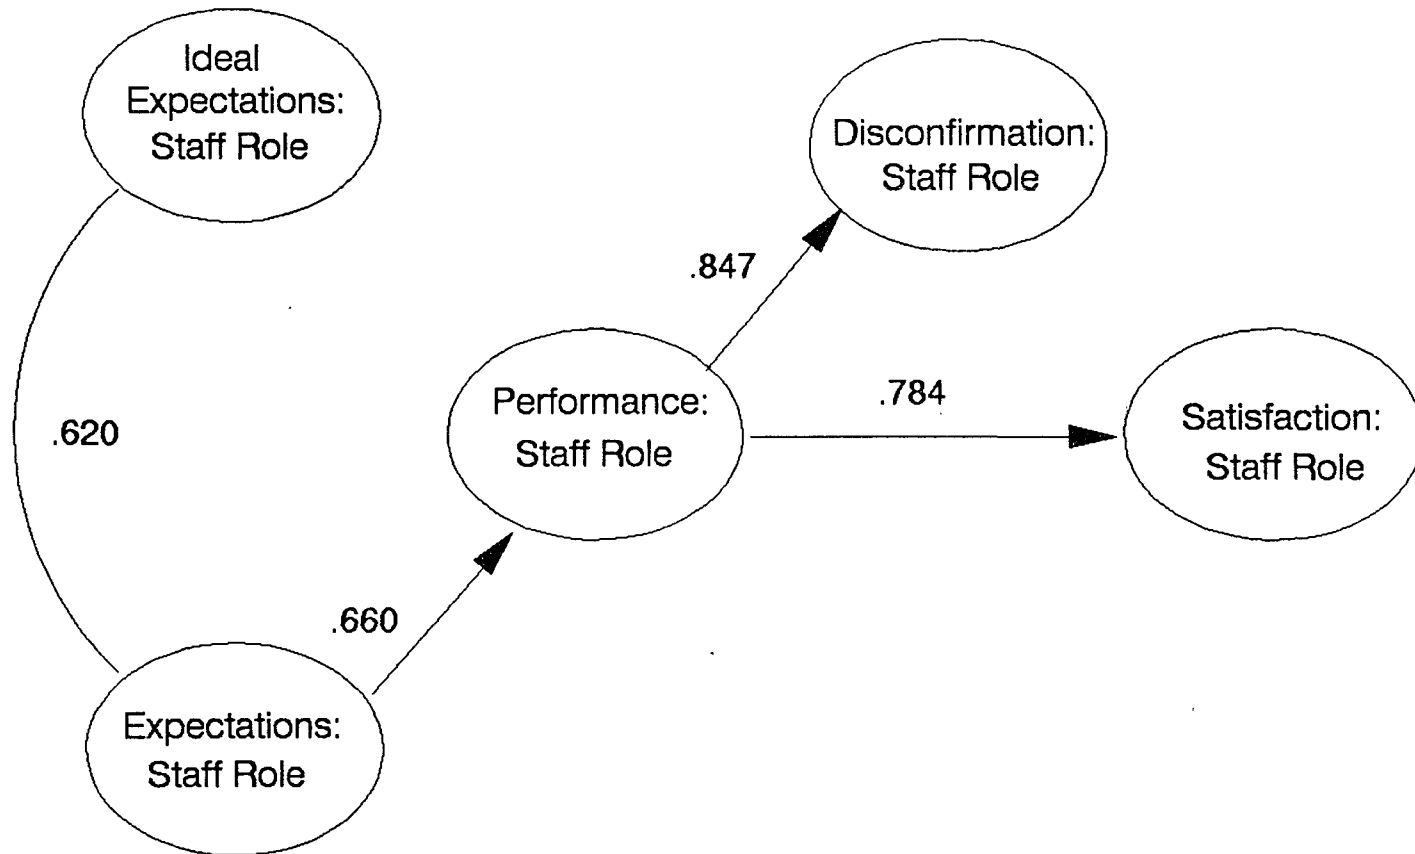 Ideal
Expectations:
Staff Role
Disconfirmation:
Staff Role
.847
Performance:
Staff Role
.784
Satisfaction:
Staff Role
.620
.660
Expectations:
Staff Role